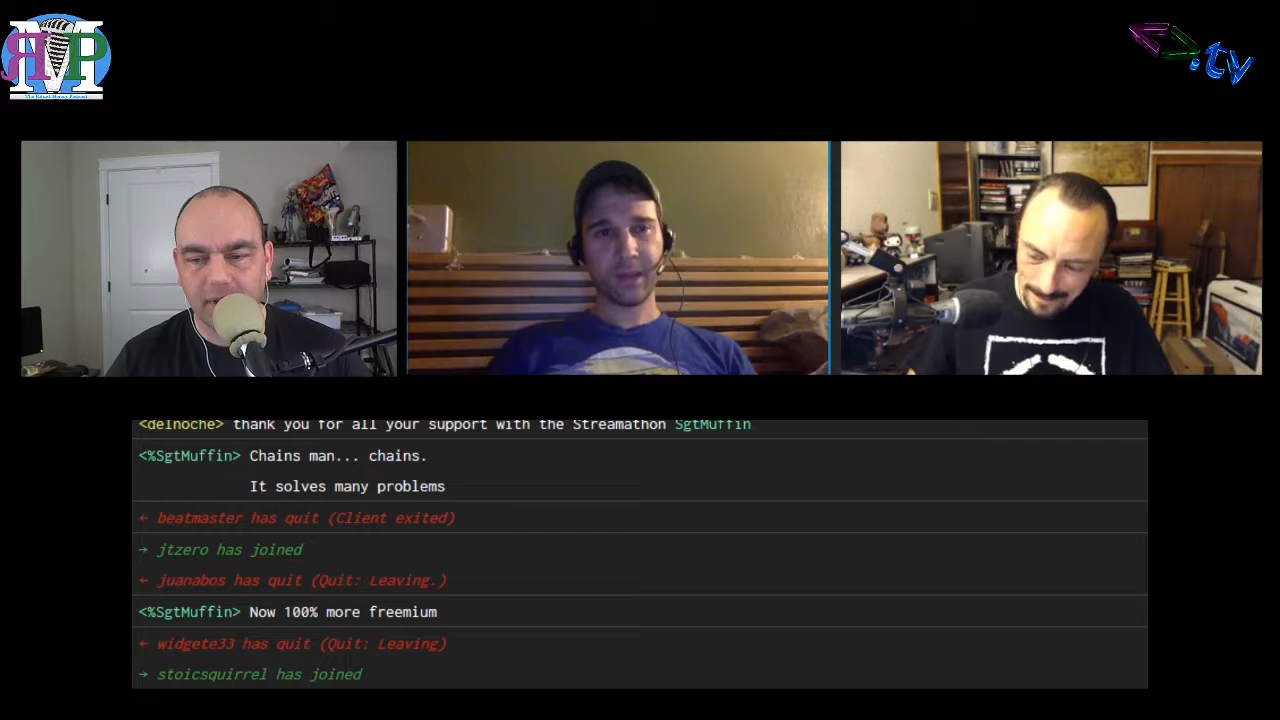 RMP
.tv
<delnoche> thank you for all your support with the Streamathon SgtMuffin
<%SgtMuffin> Chains man... chains.
It solves many problems
← beatmaster has quit (Client exited)
→ jtzero has joined
← juanabos has quit (Quit: Leaving.)
<%SgtMuffin> Now 100% more freemium
← widgete33 has quit (Quit: Leaving)
→ stoicsquirrel has joined